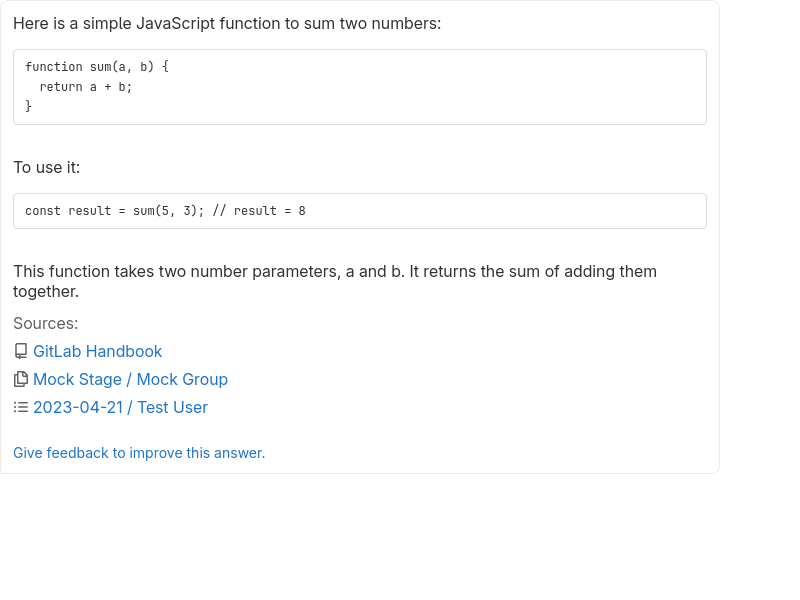 Here is a simple JavaScript function to sum two numbers:
function sum(a, b) {
  return a + b;
}
To use it:
const result = sum(5, 3); // result = 8
This function takes two number parameters, a and b. It returns the sum of adding them
together.
Sources:
GitLab Handbook
Mock Stage / Mock Group
2023-04-21 / Test User
Give feedback to improve this answer.